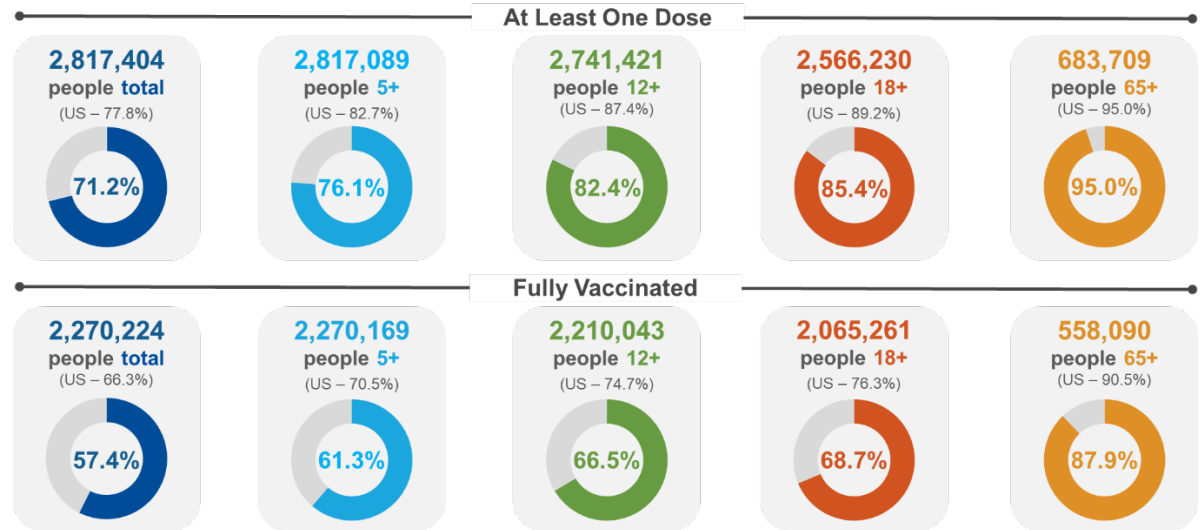 At Least One Dose
2,817,404
people total
(US – 77.8%)
71.2%
2,817,089
people 5+
(US – 82.7%)
76.1%
2,741,421
people 12+
(US – 87.4%)
82.4%
2,566,230
people 18+
(US – 89.2%)
85.4%
683,709
people 65+
(US – 95.0%)
95.0%
Fully Vaccinated
2,270,224
people total
(US – 66.3%)
57.4%
2,270,169
people 5+
(US – 70.5%)
61.3%
2,210,043
people 12+
(US – 74.7%)
66.5%
2,065,261
people 18+
(US – 76.3%)
68.7%
558,090
people 65+
(US – 90.5%)
87.9%